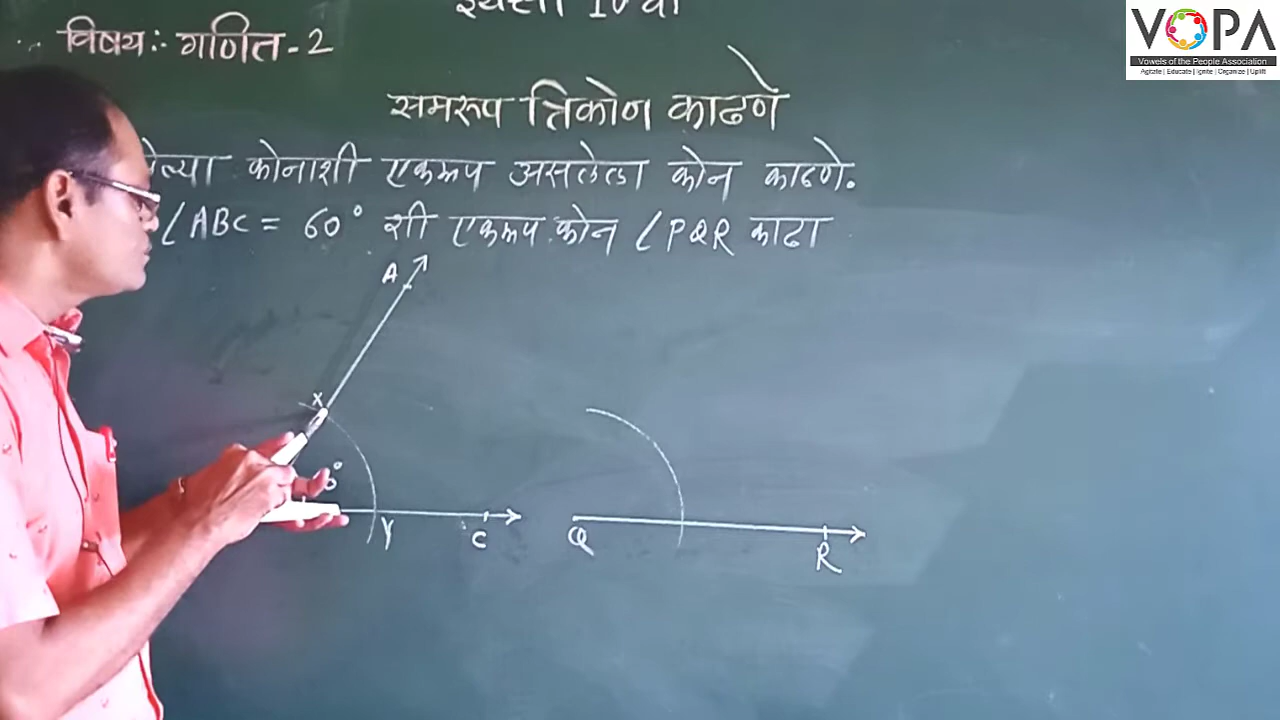 विषय:- गणित-2
समरूप त्रिकोण काढणे
कोनाशी एकरूप असलेला कोन काढणे.
∠ABC = 60° शी एकरूप कोन ∠PQR काढा
A
X
Y
C
Q
R
VOPA
Vowels of the People Association
Agitate | Educate | Ignite | Organize | Uplift